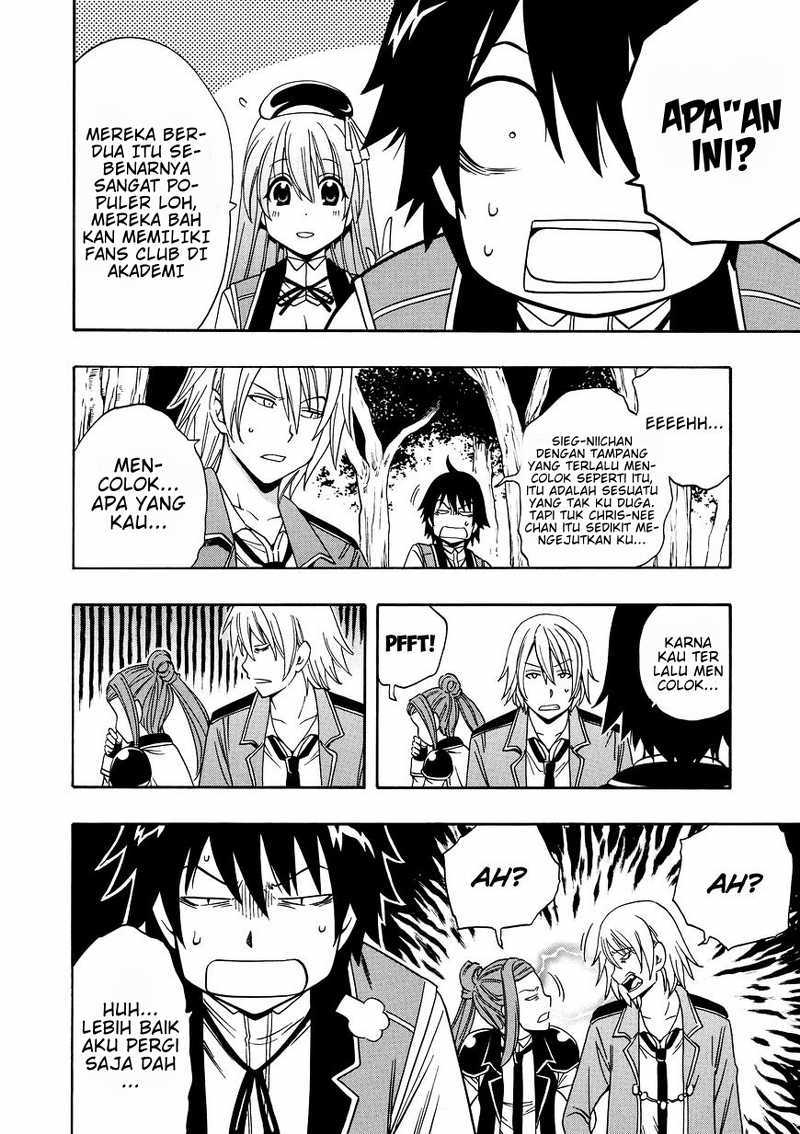 APA"AN
INI?
MEREKA BER-
DUA ITU SE-
BENARNYA
SANGAT PO-
PULER LOH,
MEREKA BAH
KAN MEMILIKI
FANS CLUB DI
AKADEMI
EEEEHH...
SIEG-NIICHAN
DENGAN TAMPANG
YANG TERLALU MEN-
COLOK SEPERTI ITU,
ITU ADALAH SESUATU
YANG TAK KU DUGA.
TAPI TUK CHRIS-NEE
CHAN ITU SEDIKIT ME-
NGEJUTKAN KU...
MEN-
COLOK...
APA YANG
KAU...
KARNA
KAU TER
LALU MEN
COLOK...
PFFT!
AH?
AH?
HUH...
LEBIH BAIK
AKU PERGI
SAJA DAH
...